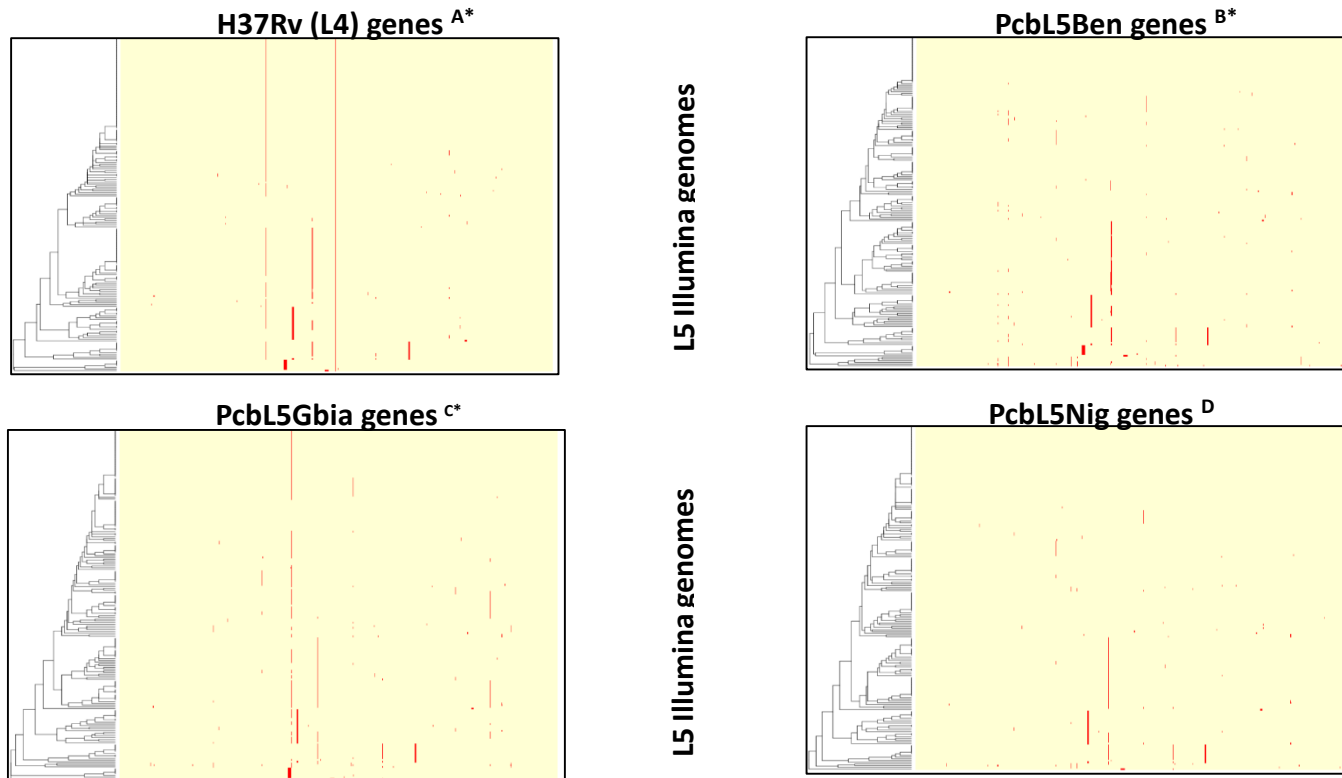 H37Rv (L4) genes A*
PcbL5Ben genes B*
L5 Illumina genomes
PcbL5Gbia genes C*
PcbL5Nig genes D
L5 Illumina genomes